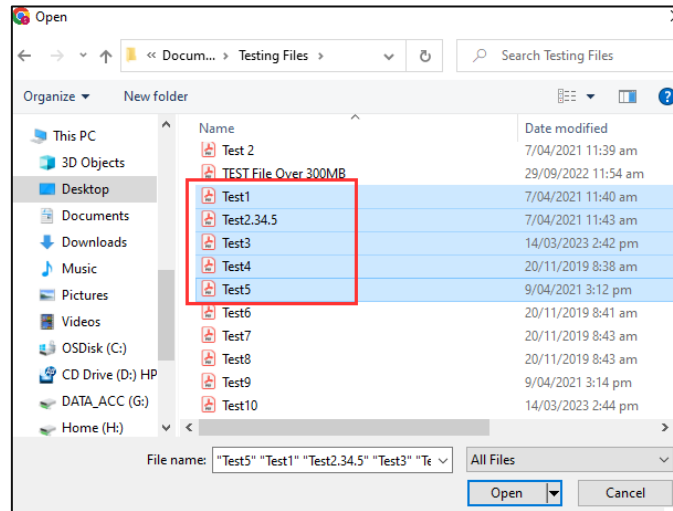 Open
« Docum... › Testing Files ›
Search Testing Files
Organize
New folder
Name
Date modified
This PC
3D Objects
Desktop
Documents
Downloads
Music
Pictures
Videos
OSDisk (C:)
CD Drive (D:) HP
DATA_ACC (G:)
Home (H:)
Test 2 7/04/2021 11:39 am
TEST File Over 300MB 29/09/2022 11:54 am
Test1 7/04/2021 11:40 am
Test2.34.5 7/04/2021 11:43 am
Test3 14/03/2023 2:42 pm
Test4 20/11/2019 8:38 am
Test5 9/04/2021 3:12 pm
Test6 20/11/2019 8:41 am
Test7 20/11/2019 8:43 am
Test8 20/11/2019 8:43 am
Test9 9/04/2021 3:14 pm
Test10 14/03/2023 2:44 pm
File name: "Test5" "Test1" "Test2.34.5" "Test3" "Te
All Files
Open
Cancel